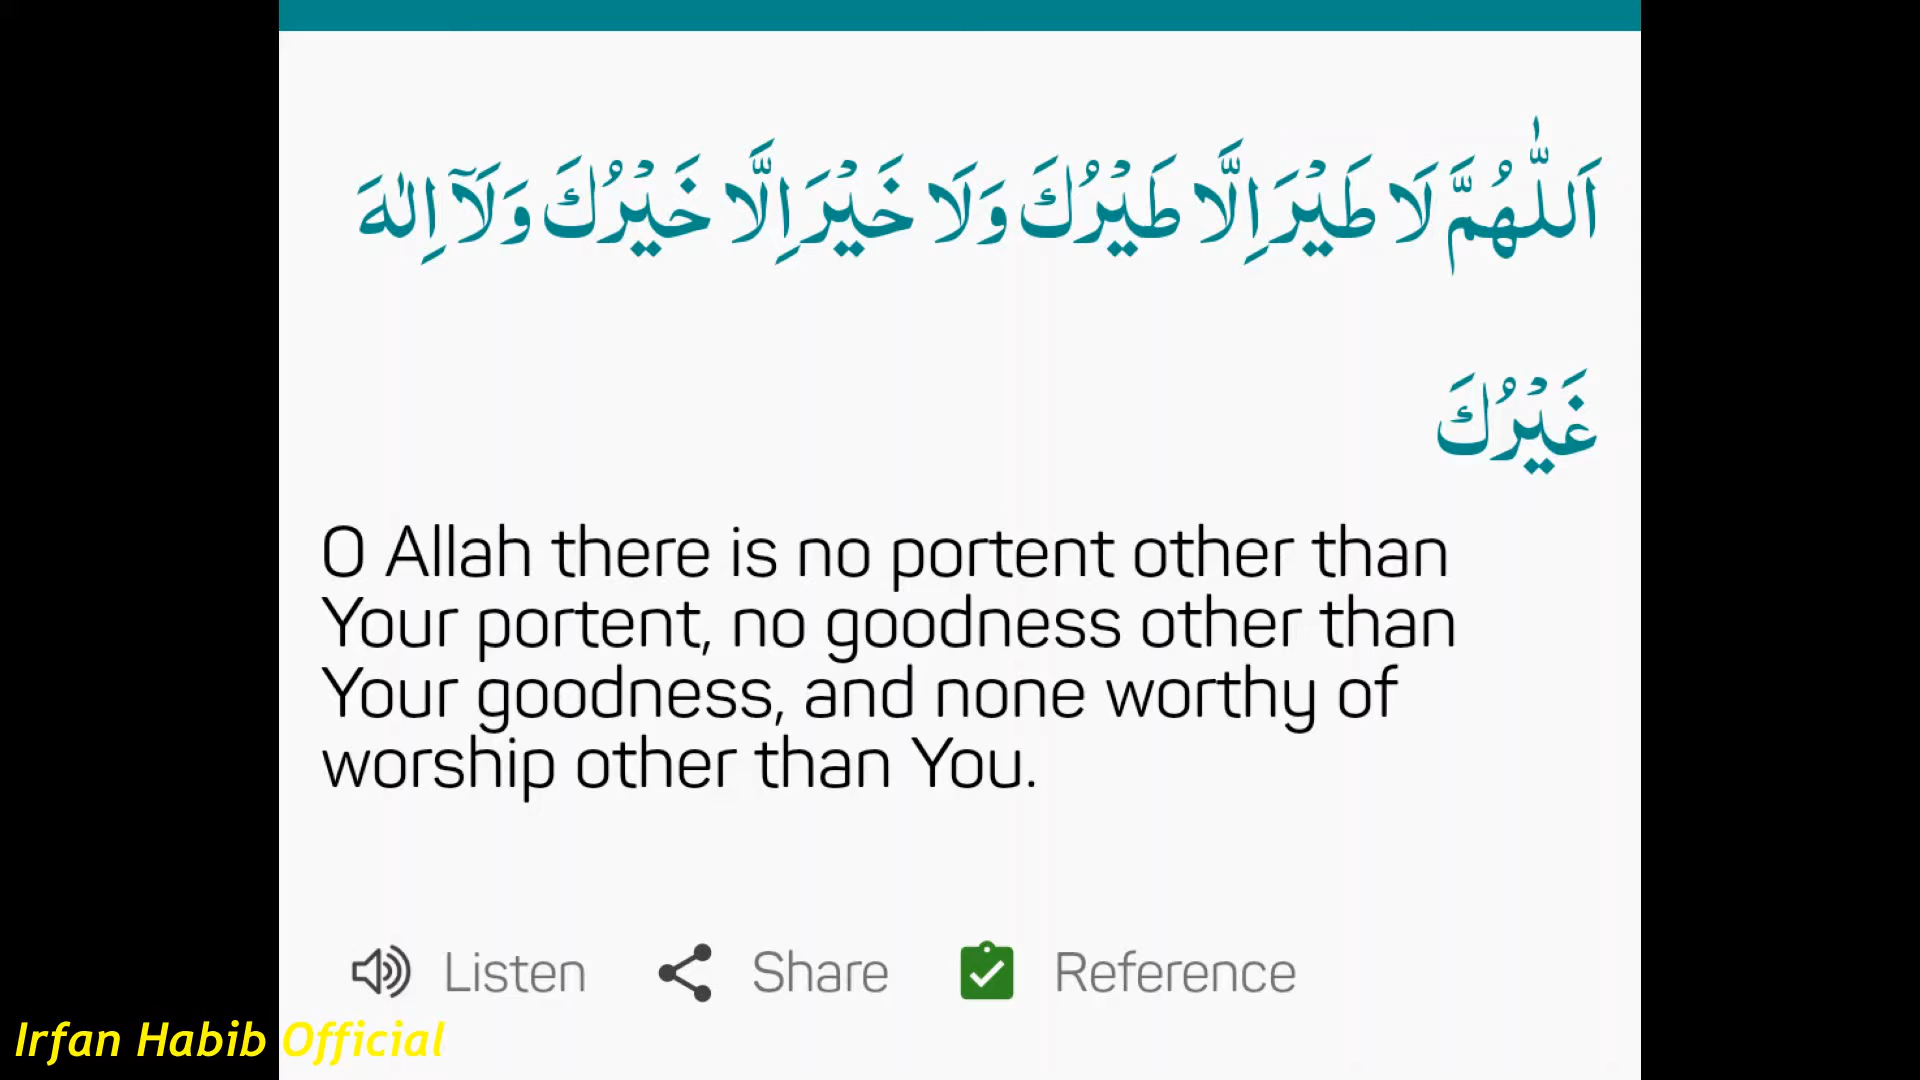 اَللّٰهُمَّ لَا طَيْرَ اِلَّا طَيْرُكَ وَلَا خَيْرَ اِلَّا خَيْرُكَ وَلَآ اِلٰهَ
غَيْرُكَ
O Allah there is no portent other than
Your portent, no goodness other than
Your goodness, and none worthy of
worship other than You.
Listen Share Reference
Irfan Habib Official